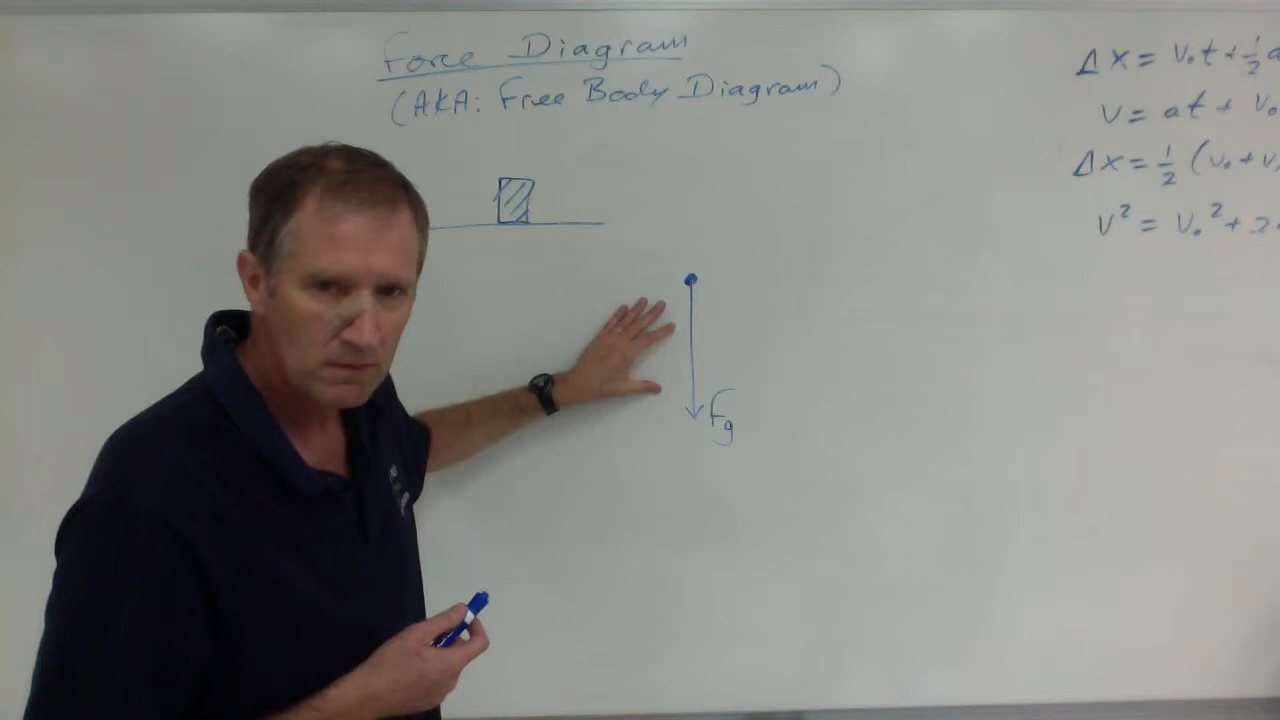 Force Diagram
(AKA: Free Body Diagram)
Fg
Δx = v₀t + ½a
v = at + v₀
Δx = ½ (v₀ + v
v² = v₀² + 2